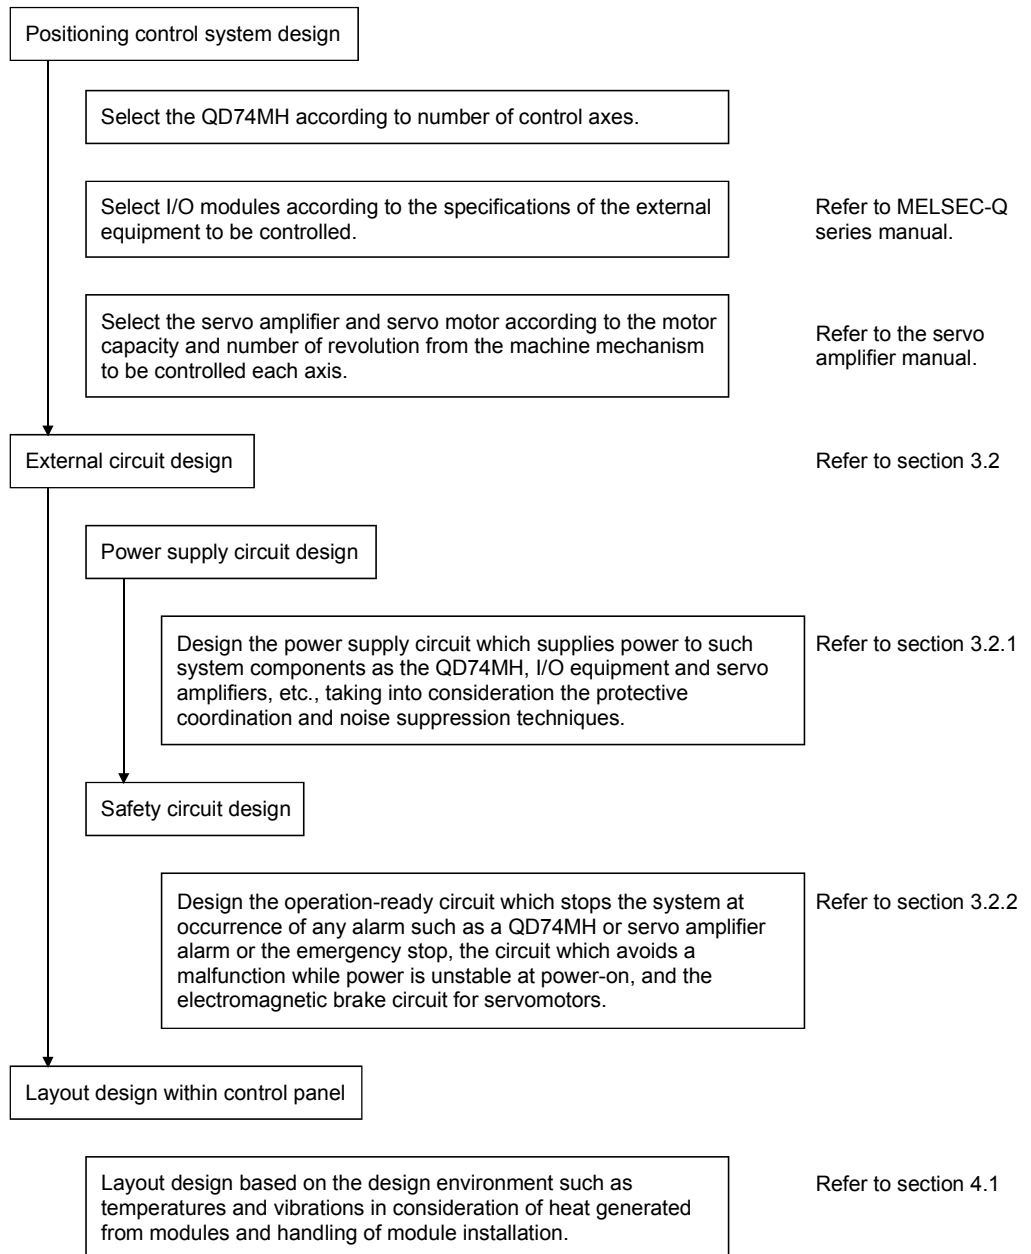 Positioning control system design
Select the QD74MH according to number of control axes.
Select I/O modules according to the specifications of the external
equipment to be controlled.
Refer to MELSEC-Q
series manual.
Select the servo amplifier and servo motor according to the motor
capacity and number of revolution from the machine mechanism
to be controlled each axis.
Refer to the servo
amplifier manual.
External circuit design
Refer to section 3.2
Power supply circuit design
Design the power supply circuit which supplies power to such
system components as the QD74MH, I/O equipment and servo
amplifiers, etc., taking into consideration the protective
coordination and noise suppression techniques.
Refer to section 3.2.1
Safety circuit design
Design the operation-ready circuit which stops the system at
occurrence of any alarm such as a QD74MH or servo amplifier
alarm or the emergency stop, the circuit which avoids a
malfunction while power is unstable at power-on, and the
electromagnetic brake circuit for servomotors.
Refer to section 3.2.2
Layout design within control panel
Layout design based on the design environment such as
temperatures and vibrations in consideration of heat generated
from modules and handling of module installation.
Refer to section 4.1